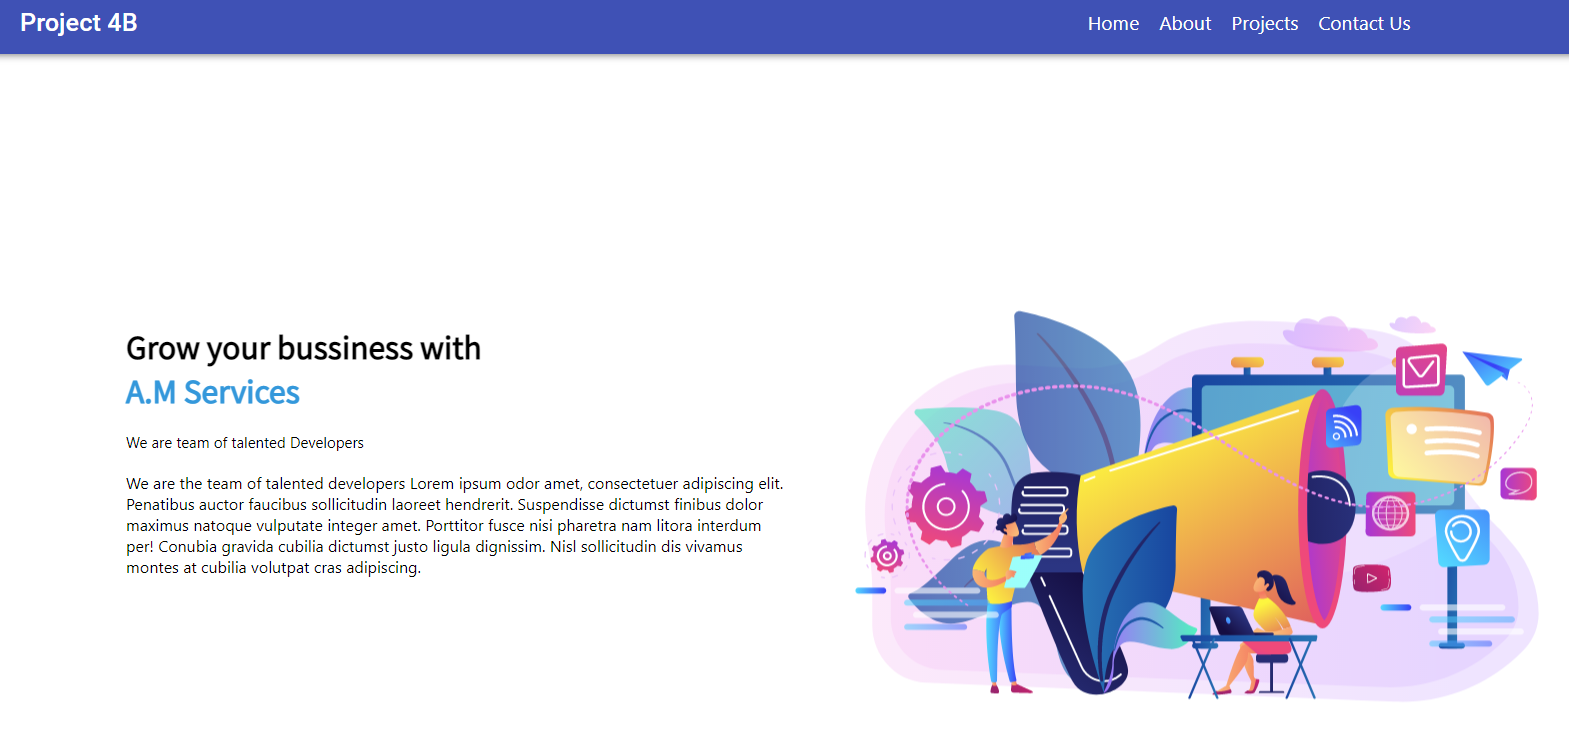 Project 4B
Home About Projects Contact Us
Grow your bussiness with
A.M Services
We are team of talented Developers
We are the team of talented developers Lorem ipsum odor amet, consectetuer adipiscing elit.
Penatibus auctor faucibus sollicitudin laoreet hendrerit. Suspendisse dictumst finibus dolor
maximus natoque vulputate integer amet. Porttitor fusce nisi pharetra nam litora interdum
per! Conubia gravida cubilia dictumst justo ligula dignissim. Nisl sollicitudin dis vivamus
montes at cubilia volutpat cras adipiscing.